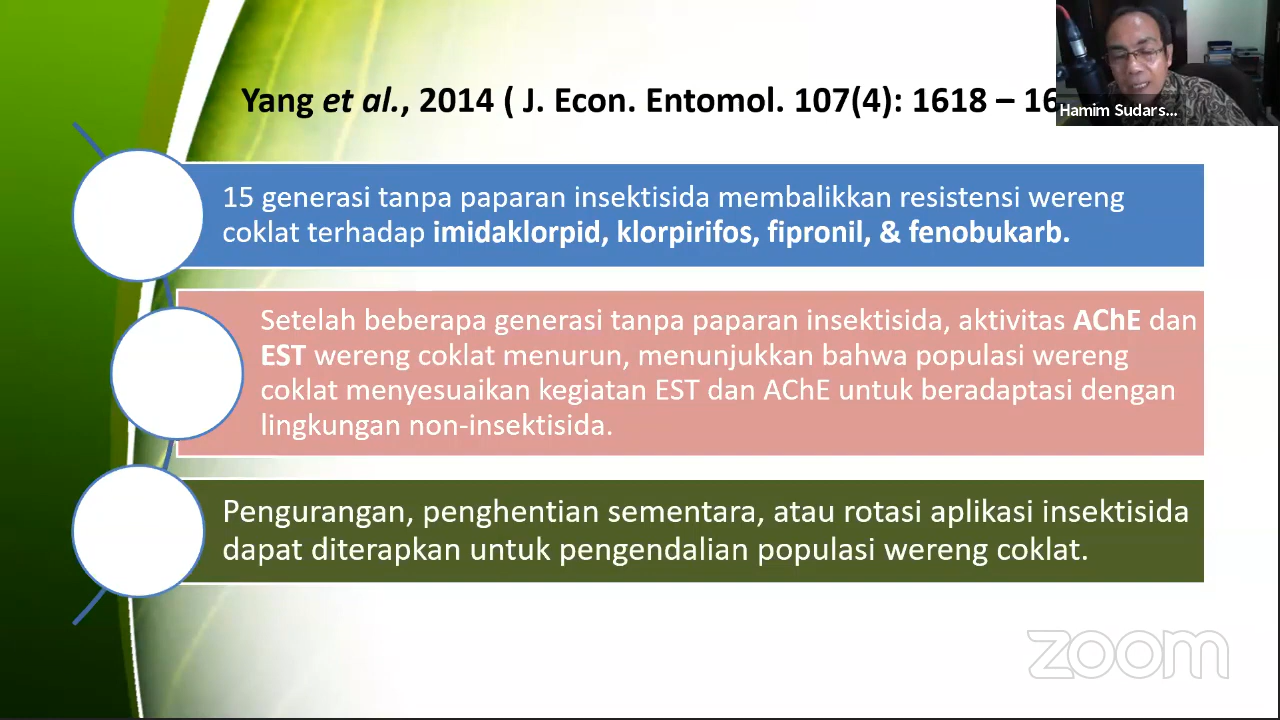 Yang et al., 2014 ( J. Econ. Entomol. 107(4): 1618 – 16
Hamim Sudars...
15 generasi tanpa paparan insektisida membalikkan resistensi wereng
coklat terhadap imidaklorpid, klorpirifos, fipronil, & fenobukarb.
Setelah beberapa generasi tanpa paparan insektisida, aktivitas AChE dan
EST wereng coklat menurun, menunjukkan bahwa populasi wereng
coklat menyesuaikan kegiatan EST dan AChE untuk beradaptasi dengan
lingkungan non-insektisida.
Pengurangan, penghentian sementara, atau rotasi aplikasi insektisida
dapat diterapkan untuk pengendalian populasi wereng coklat.
zoom